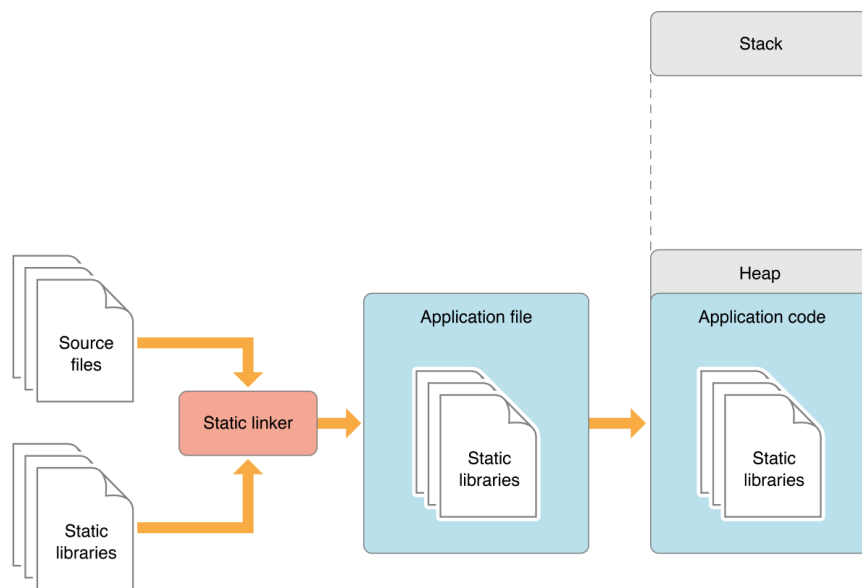 Stack
Heap
Application file
Application code
Source
files
Static linker
Static
libraries
Static
libraries
Static
libraries